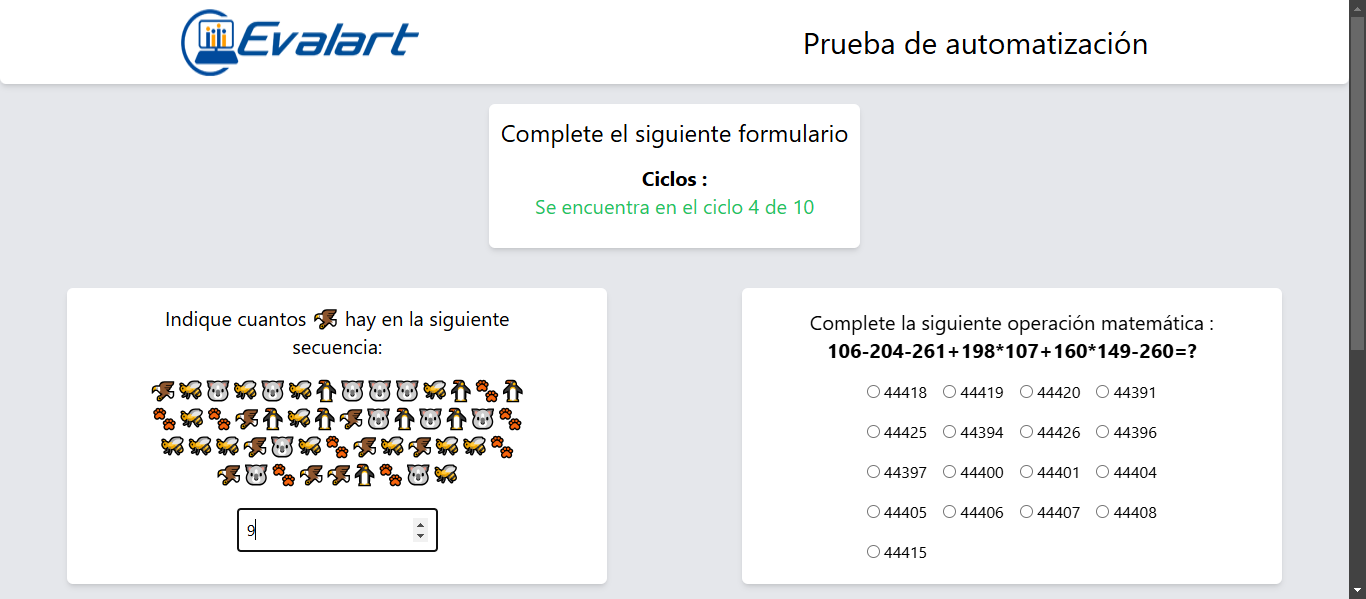 Evalart
Prueba de automatización
Complete el siguiente formulario
Ciclos :
Se encuentra en el ciclo 4 de 10
Indique cuantos hay en la siguiente
secuencia:
9
Complete la siguiente operación matemática :
106-204-261+198*107+160*149-260=?
44418 44419 44420 44391
44425 44394 44426 44396
44397 44400 44401 44404
44405 44406 44407 44408
44415